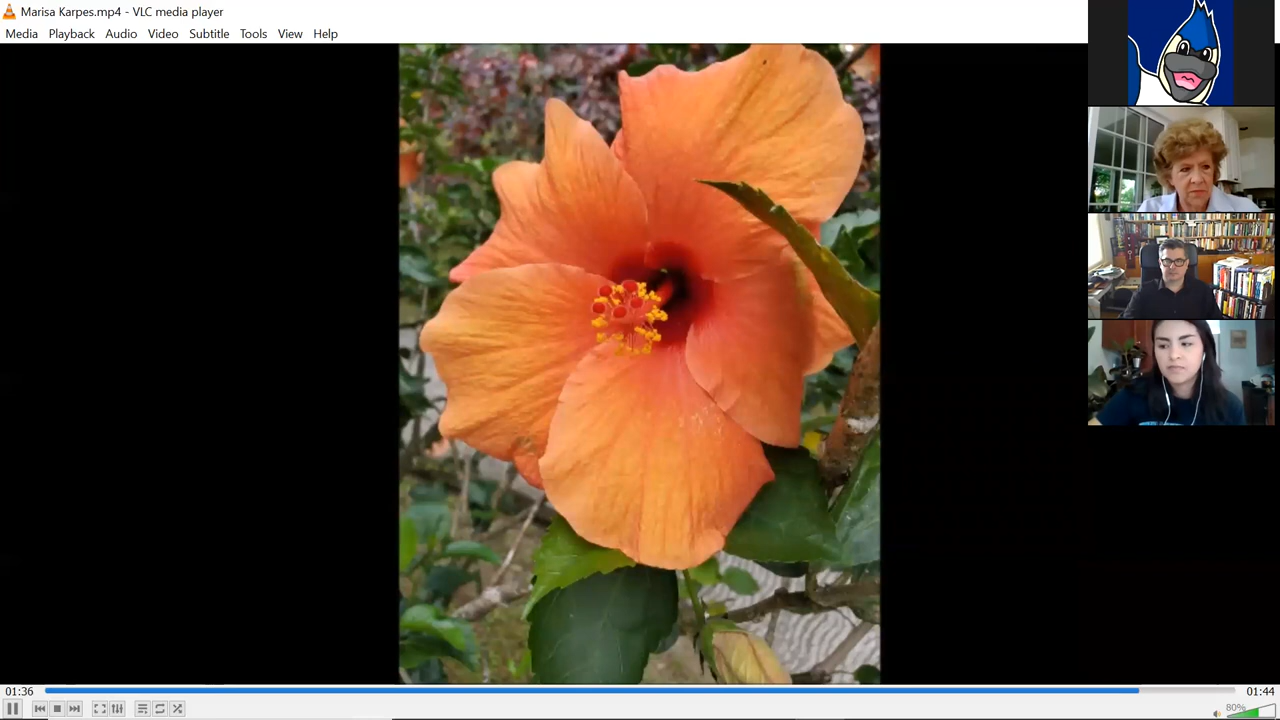 Marisa Karpes.mp4 - VLC media player
Media Playback Audio Video Subtitle Tools View Help
01:36
01:44
80%